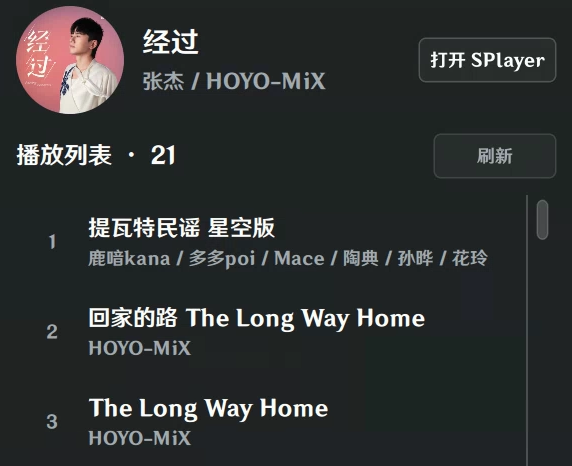 经过
经过
张杰 / HOYO-MiX
打开 SPlayer
播放列表 · 21
刷新
1
提瓦特民谣 星空版
鹿喑kana / 多多poi / Mace / 陶典 / 孙晔 / 花玲
2
回家的路 The Long Way Home
HOYO-MiX
3
The Long Way Home
HOYO-MiX